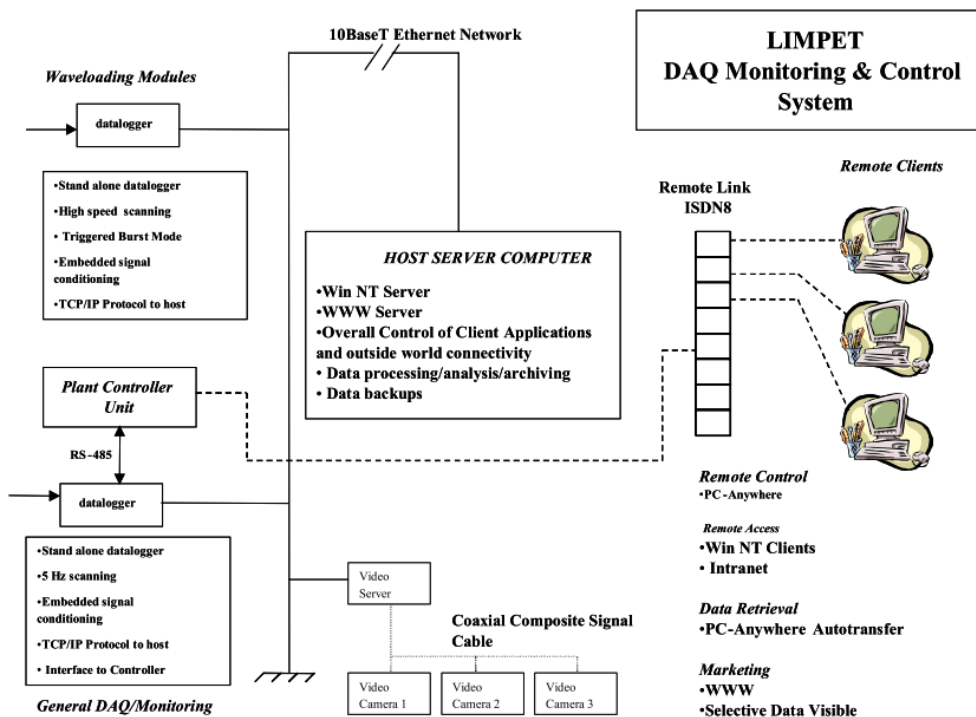 10BaseT Ethernet Network
LIMPET
DAQ Monitoring & Control
System
Waveloading Modules
datalogger
•Stand alone datalogger
•High speed scanning
• Triggered Burst Mode
•Embedded signal
conditioning
•TCP/IP Protocol to host
HOST SERVER COMPUTER
•Win NT Server
•WWW Server
•Overall Control of Client Applications
and outside world connectivity
• Data processing/analysis/archiving
• Data backups
Remote Link
ISDN8
Remote Clients
Plant Controller
Unit
RS-485
datalogger
•Stand alone datalogger
•5 Hz scanning
•Embedded signal
conditioning
•TCP/IP Protocol to host
• Interface to Controller
General DAQ/Monitoring
Video
Server
Coaxial Composite Signal
Cable
Video
Camera 1
Video
Camera 2
Video
Camera 3
Remote Control
•PC-Anywhere
Remote Access
•Win NT Clients
• Intranet
Data Retrieval
•PC-Anywhere Autotransfer
Marketing
•WWW
•Selective Data Visible